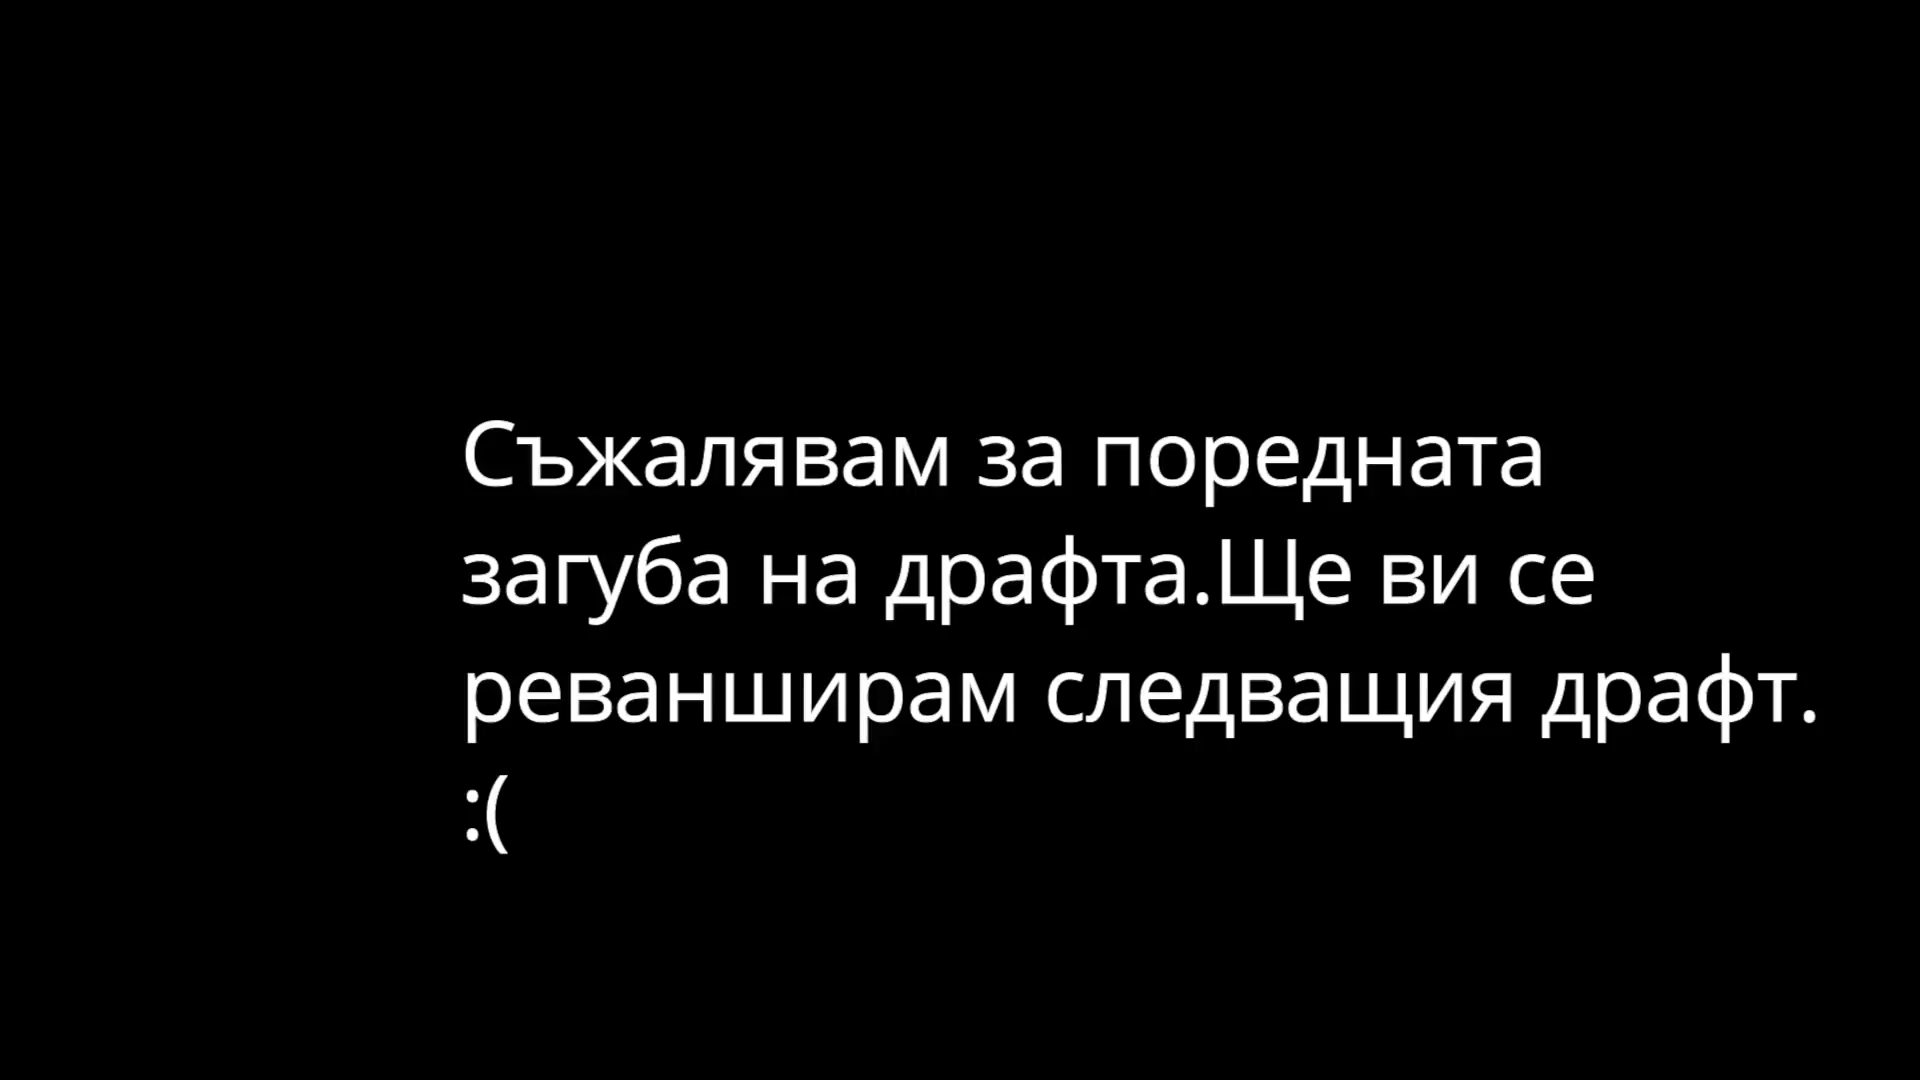 Съжалявам за поредната
загуба на драфта.Ще ви се
реванширам следващия драфт.
:(